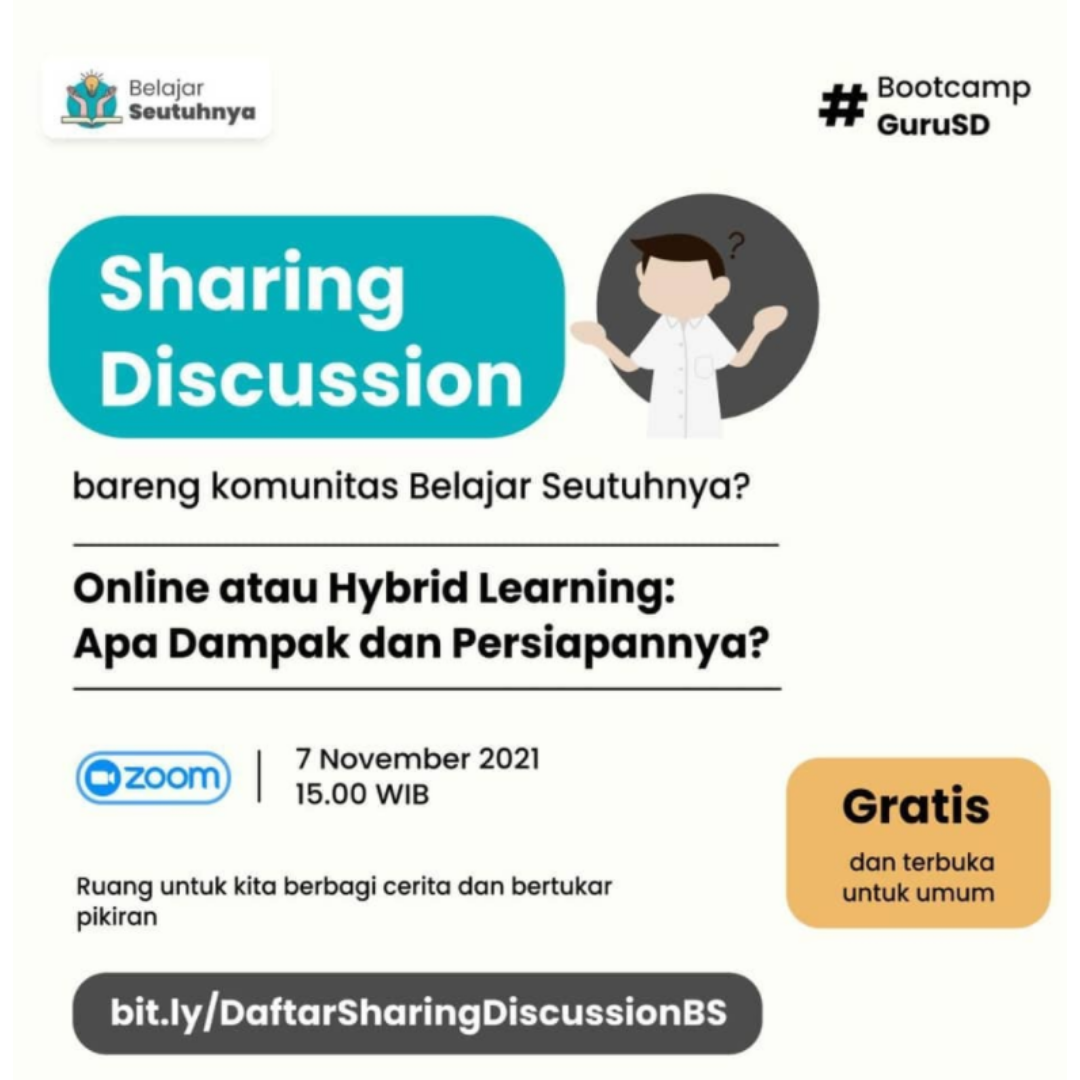 Belajar
Seutuhnya
# Bootcamp
GuruSD
Sharing
Discussion
?
bareng komunitas Belajar Seutuhnya?
Online atau Hybrid Learning:
Apa Dampak dan Persiapannya?
zoom
7 November 2021
15.00 WIB
Gratis
dan terbuka
untuk umum
Ruang untuk kita berbagi cerita dan bertukar
pikiran
bit.ly/DaftarSharingDiscussionBS